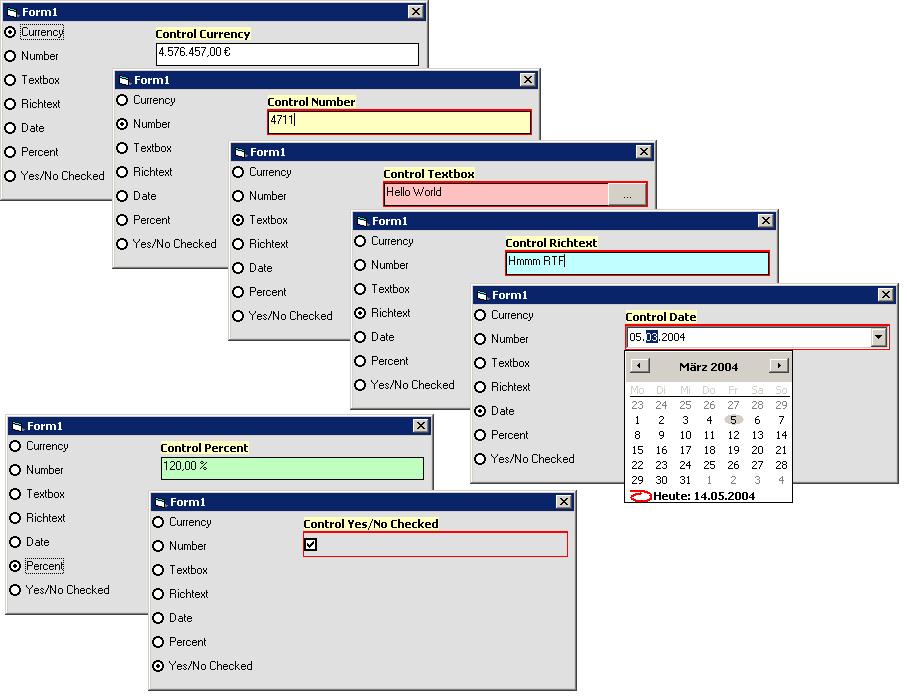 Form1
Currency
Number
Textbox
Richtext
Date
Percent
Yes/No Checked
Control Currency
4.576.457,00 €
Form1
Currency
Number
Textbox
Richtext
Date
Percent
Yes/No Checked
Control Number
4711
Form1
Currency
Number
Textbox
Richtext
Date
Percent
Yes/No Checked
Control Textbox
Hello World
...
Form1
Currency
Number
Textbox
Richtext
Date
Percent
Yes/No Checked
Control Richtext
Hmmm RTF
Form1
Currency
Number
Textbox
Richtext
Date
Percent
Yes/No Checked
Control Date
05.03.2004
März 2004
Mo Di Mi Do Fr Sa So
23 24 25 26 27 28 29
1 2 3 4 5 6 7
8 9 10 11 12 13 14
15 16 17 18 19 20 21
22 23 24 25 26 27 28
29 30 31 1 2 3 4
Heute: 14.05.2004
Form1
Currency
Number
Textbox
Richtext
Date
Percent
Yes/No Checked
Control Percent
120,00 %
Form1
Currency
Number
Textbox
Richtext
Date
Percent
Yes/No Checked
Control Yes/No Checked